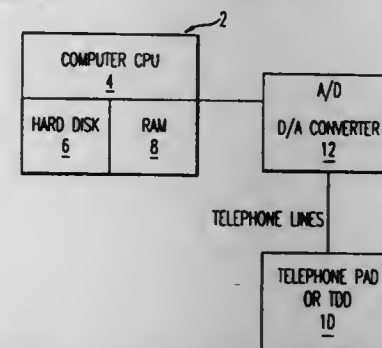 2
COMPUTER CPU
4
HARD DISK
6
RAM
8
A/D
D/A CONVERTER
12
TELEPHONE LINES
TELEPHONE PAD
OR TDD
10